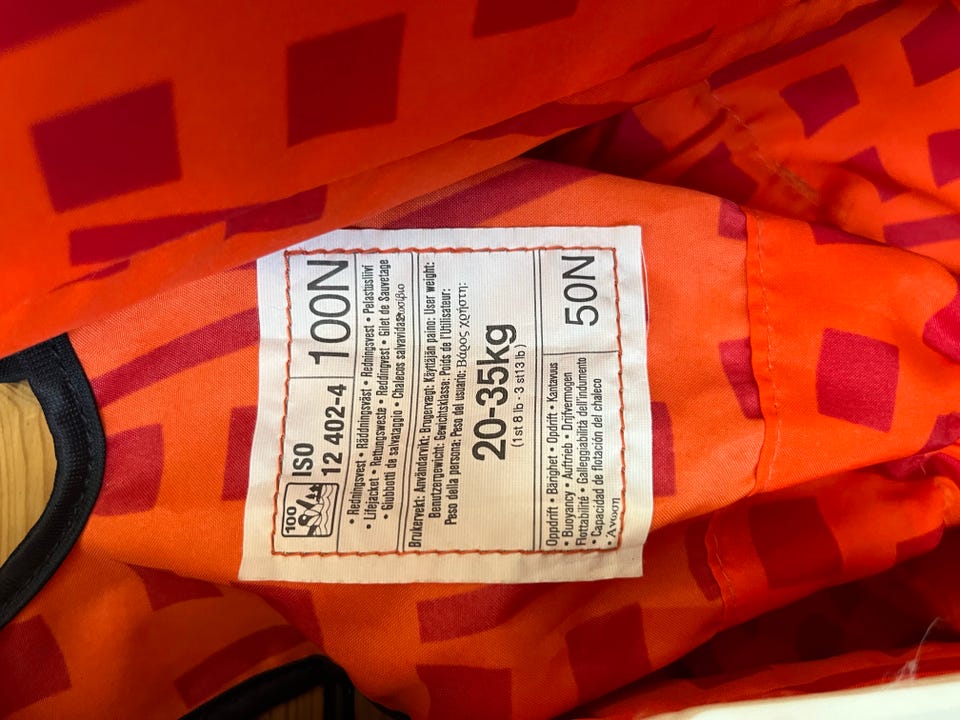 100
ISO
12 402-4
100N
• Redningsvest • Räddningsväst • Redningsvest • Pelastusliivi
• Lifejacket • Rettungsweste • Reddingvest • Gilet de Sauvetage
• Giubbotti de salvataggio • Chalecos salvavidas
Brukervekt: Användarvikt: Brugervægt: Käyttäjän paino: User weight:
Benutzergewicht: Gewichtsklasse: Poids de l'Utilisateur:
Peso della persona: Peso del usuario: Βάρος χρήστη:
20-35kg
(1st 8 lb - 3 st13 lb)
Oppdrift • Bärighet • Opdrift • Kantavuus
• Buoyancy • Auftrieb • Drijfvermogen
Flottabilité • Galleggiabilità dell'indumento
• Capacidad de flotación del chaleco
• Άνωση
50N